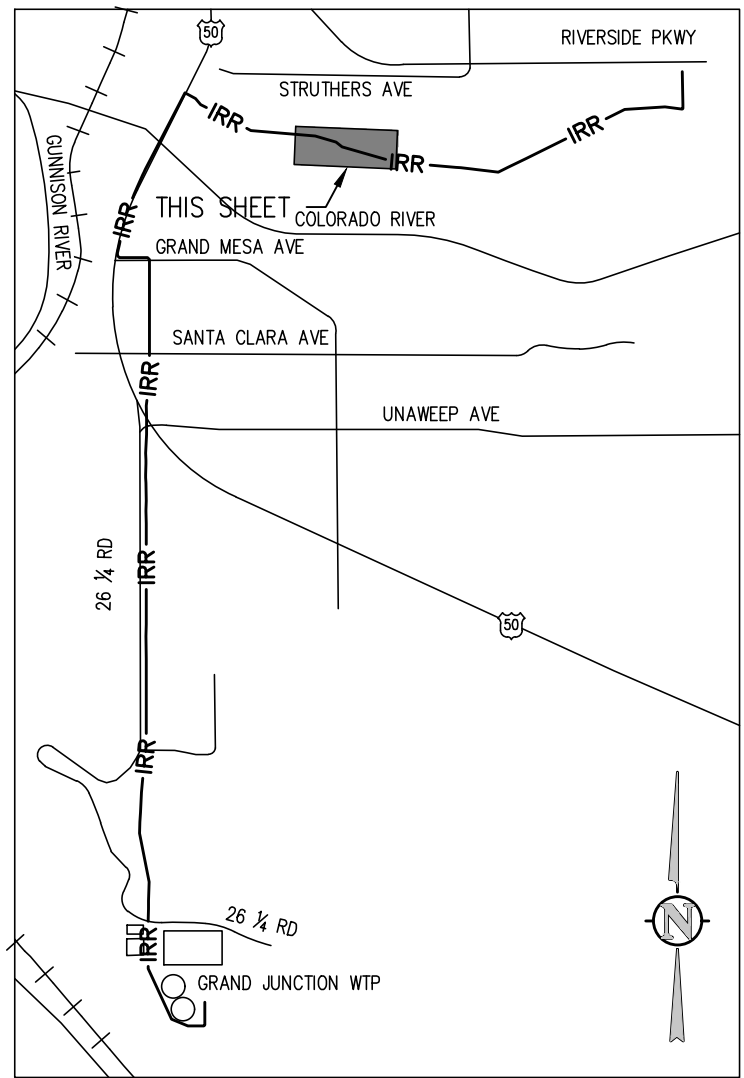 50
RIVERSIDE PKWY
STRUTHERS AVE
IRR
IRR
IRR
GUNNISON RIVER
THIS SHEET
IRR
COLORADO RIVER
GRAND MESA AVE
SANTA CLARA AVE
IRR
UNAWEEP AVE
26 ¼ RD
IRR
50
IRR
26 ¼ RD
N
IRR
GRAND JUNCTION WTP